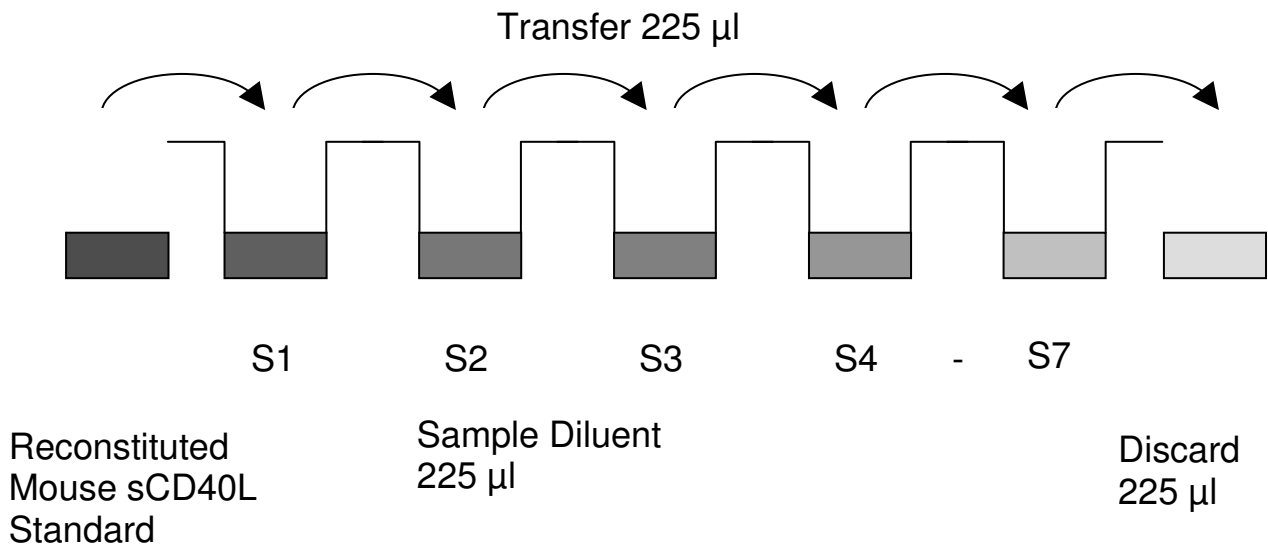 Transfer 225 µl
S1 S2 S3 S4 - S7
Reconstituted
Mouse sCD40L
Standard
Sample Diluent
225 µl
Discard
225 µl